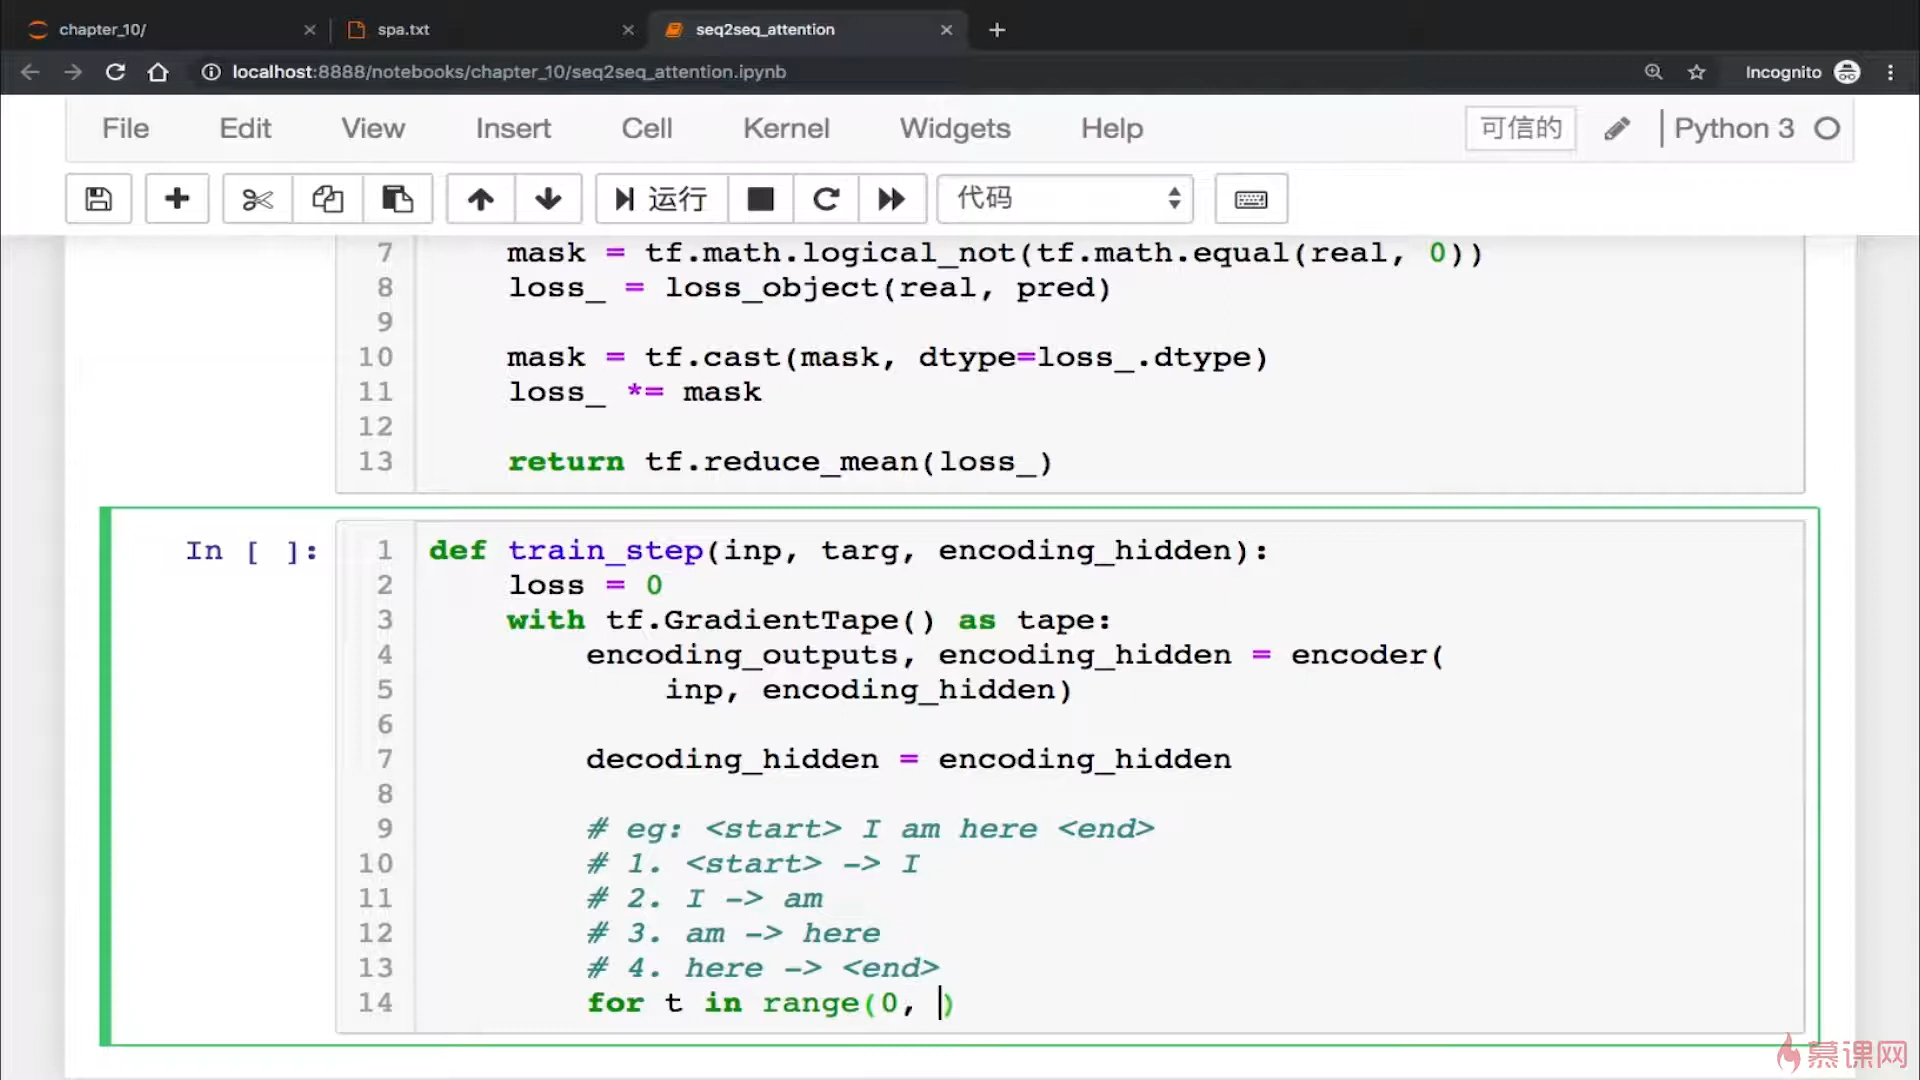 chapter_10/
spa.txt
seq2seq_attention
localhost:8888/notebooks/chapter_10/seq2seq_attention.ipynb
Incognito
File Edit View Insert Cell Kernel Widgets Help
可信的
Python 3
运行
代码
7 mask = tf.math.logical_not(tf.math.equal(real, 0))
8 loss_ = loss_object(real, pred)
9
10 mask = tf.cast(mask, dtype=loss_.dtype)
11 loss_ *= mask
12
13 return tf.reduce_mean(loss_)
In [ ]:
1 def train_step(inp, targ, encoding_hidden):
2 loss = 0
3 with tf.GradientTape() as tape:
4 encoding_outputs, encoding_hidden = encoder(
5 inp, encoding_hidden)
6
7 decoding_hidden = encoding_hidden
8
9 # eg: <start> I am here <end>
10 # 1. <start> -> I
11 # 2. I -> am
12 # 3. am -> here
13 # 4. here -> <end>
14 for t in range(0, )
慕课网